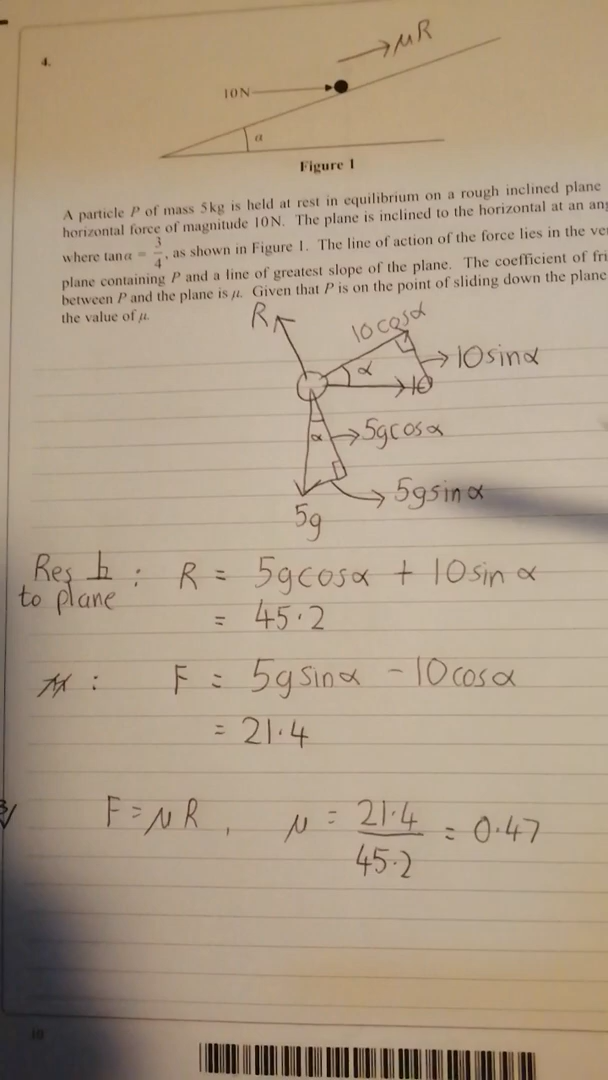 4.
μR
10N
α
Figure 1
A particle P of mass 5 kg is held at rest in equilibrium on a rough inclined plane
horizontal force of magnitude 10 N. The plane is inclined to the horizontal at an
where tan α = 3/4, as shown in Figure 1. The line of action of the force lies in the
plane containing P and a line of greatest slope of the plane. The coefficient of
between P and the plane is μ. Given that P is on the point of sliding down the plane
the value of μ.
R
10cosα
α
10sinα
10
α
5gcosα
5gsinα
5g
Res ⊥ : R = 5gcosα + 10sinα
to plane
= 45.2
: F = 5gsinα - 10cosα
= 21.4
F = μR, μ = 21.4/45.2 = 0.47
10